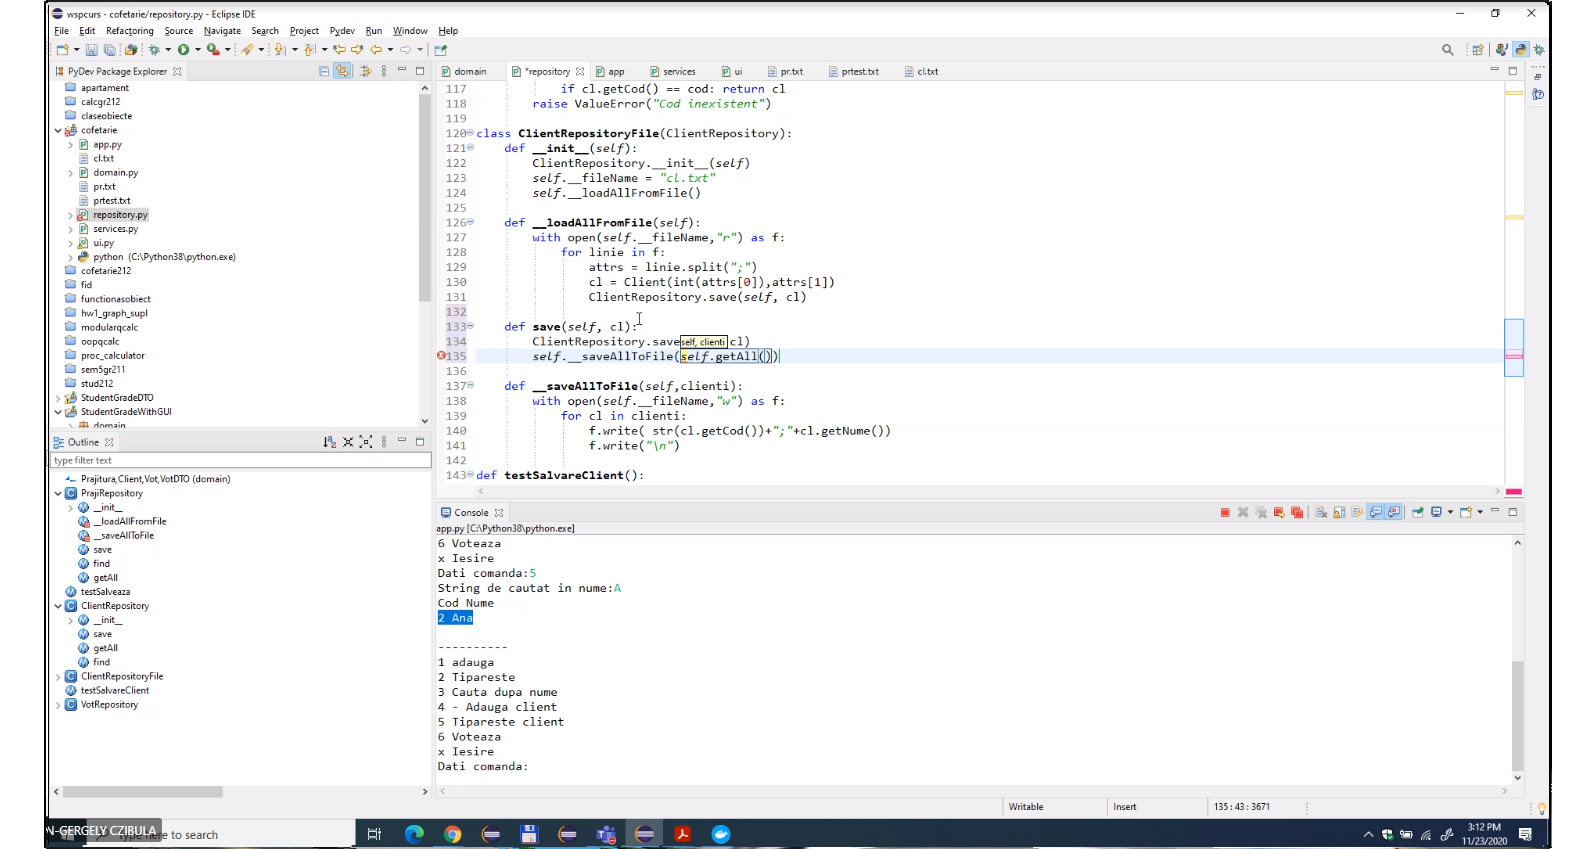 wspcurs - cofetarie/repository.py - Eclipse IDE
File Edit Refactoring Source Navigate Search Project Pydev Run Window Help
PyDev Package Explorer
apartament
calcgr212
claseobiecte
cofetarie
app.py
cl.txt
domain.py
pr.txt
prtest.txt
repository.py
services.py
ui.py
python (C:\Python38\python.exe)
cofetarie212
fid
functionasobiect
hw1_graph_supl
modularqcalc
oopqcalc
proc_calculator
sem5gr211
stud212
StudentGradeDTO
StudentGradeWithGUI
domain
Outline
type filter text
Prajitura,Client,Vot,VotDTO (domain)
PrajiRepository
__init__
__loadAllFromFile
__saveAllToFile
save
find
getAll
testSalveaza
ClientRepository
__init__
save
getAll
find
ClientRepositoryFile
testSalvareClient
VotRepository
domain *repository app services ui pr.txt prtest.txt cl.txt
117 if cl.getCod() == cod: return cl
118 raise ValueError("Cod inexistent")
119
120 class ClientRepositoryFile(ClientRepository):
121 def __init__(self):
122 ClientRepository.__init__(self)
123 self.__fileName = "cl.txt"
124 self.__loadAllFromFile()
125
126 def __loadAllFromFile(self):
127 with open(self.__fileName,"r") as f:
128 for linie in f:
129 attrs = linie.split(";")
130 cl = Client(int(attrs[0]),attrs[1])
131 ClientRepository.save(self, cl)
132
133 def save(self, cl):
134 ClientRepository.save self, clienti cl)
135 self.__saveAllToFile(self.getAll())
136
137 def __saveAllToFile(self,clienti):
138 with open(self.__fileName,"w") as f:
139 for cl in clienti:
140 f.write( str(cl.getCod())+";"+cl.getNume())
141 f.write("\n")
142
143 def testSalvareClient():
Console
app.py [C:\Python38\python.exe]
6 Voteaza
x Iesire
Dati comanda:5
String de cautat in nume:A
Cod Nume
2 Ana
----------
1 adauga
2 Tipareste
3 Cauta dupa nume
4 - Adauga client
5 Tipareste client
6 Voteaza
x Iesire
Dati comanda:
Writable Insert 135 : 43 : 3671
N-GERGELY CZIBULA
here to search
3:12 PM
11/23/2020